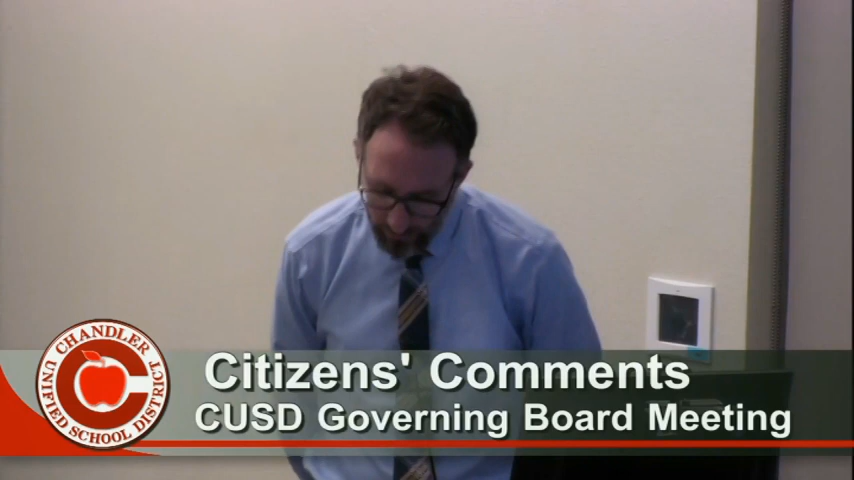 Citizens' Comments
CUSD Governing Board Meeting
CHANDLER
UNIFIED SCHOOL DISTRICT